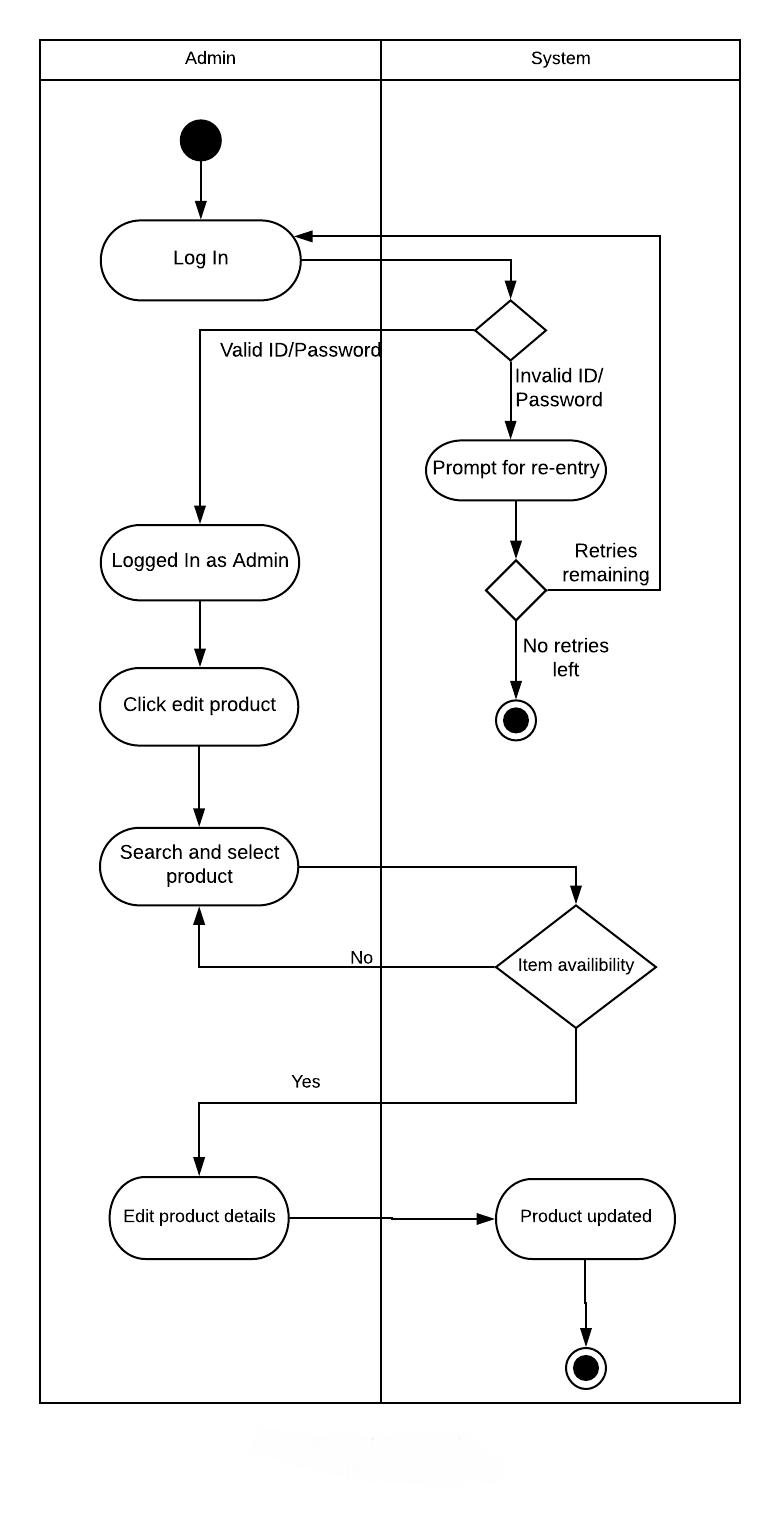 Admin
System
Log In
Valid ID/Password
Invalid ID/
Password
Prompt for re-entry
Retries
remaining
Logged In as Admin
No retries
left
Click edit product
Search and select
product
No
Item availibility
Yes
Edit product details
Product updated